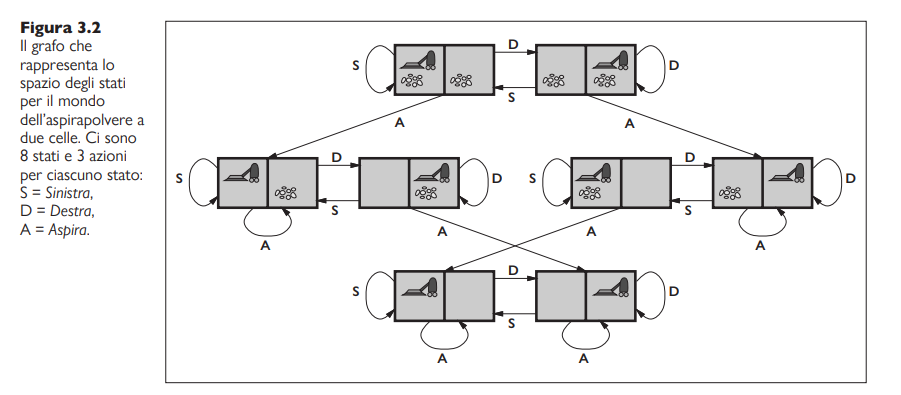 Figura 3.2
Il grafo che
rappresenta lo
spazio degli stati
per il mondo
dell'aspirapolvere a
due celle. Ci sono
8 stati e 3 azioni
per ciascuno stato:
S = Sinistra,
D = Destra,
A = Aspira.
D
S
D
S
A
A
D
D
S
D
S
D
S
S
A
A
A
A
D
S
D
S
A
A